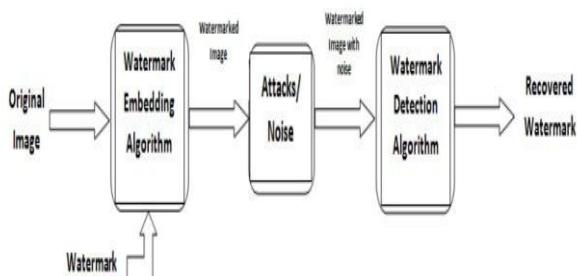 Original
Image
Watermark
Embedding
Algorithm
Watermark
Watermarked
Image
Attacks/
Noise
Watermarked
Image with
noise
Watermark
Detection
Algorithm
Recovered
Watermark